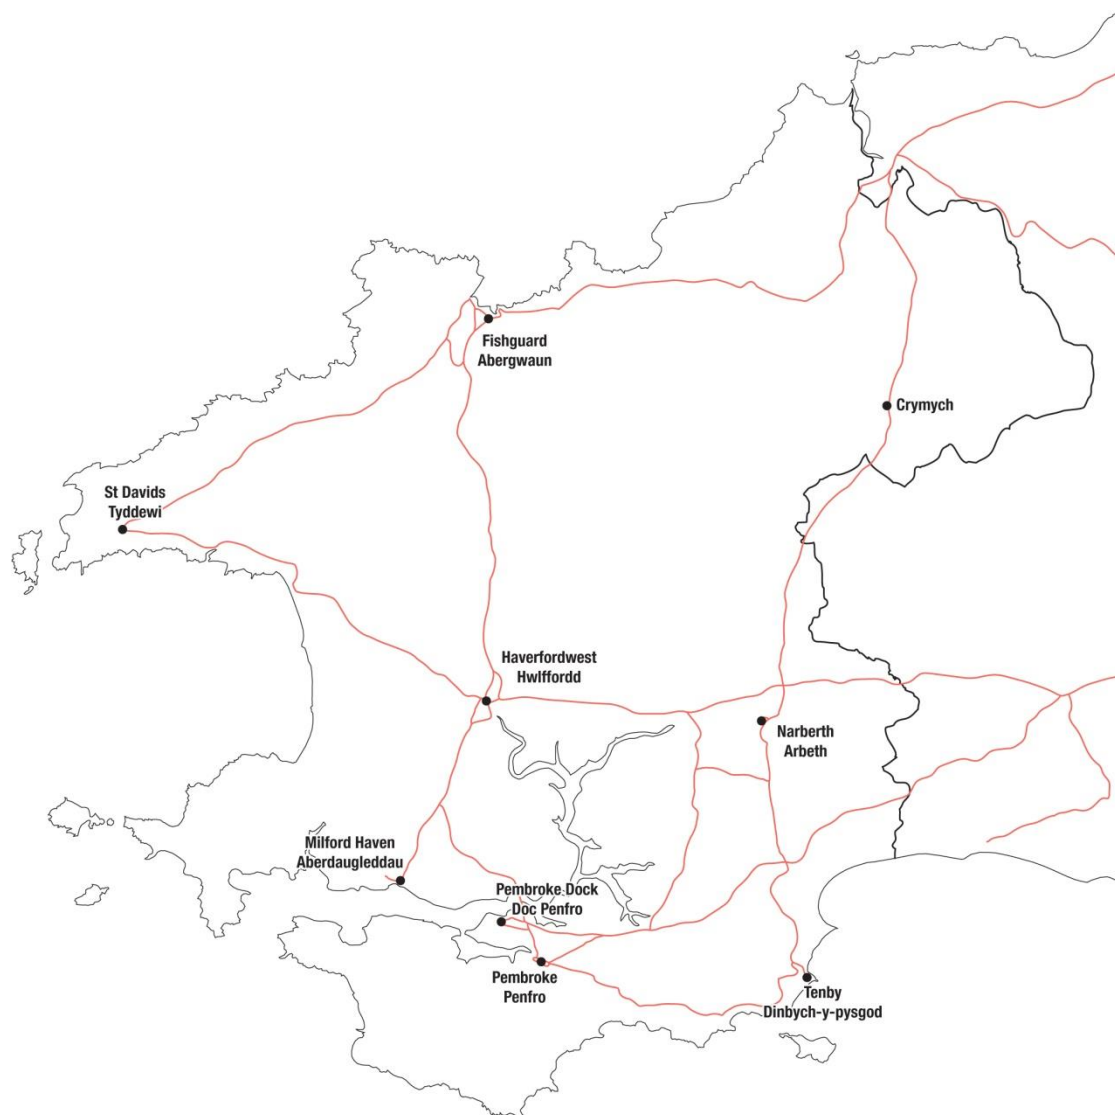 Fishguard
Abergwaun
Crymych
St Davids
Tyddewi
Haverfordwest
Hwlffordd
Narberth
Arbeth
Milford Haven
Aberdaugleddau
Pembroke Dock
Doc Penfro
Pembroke
Penfro
Tenby
Dinbych-y-pysgod